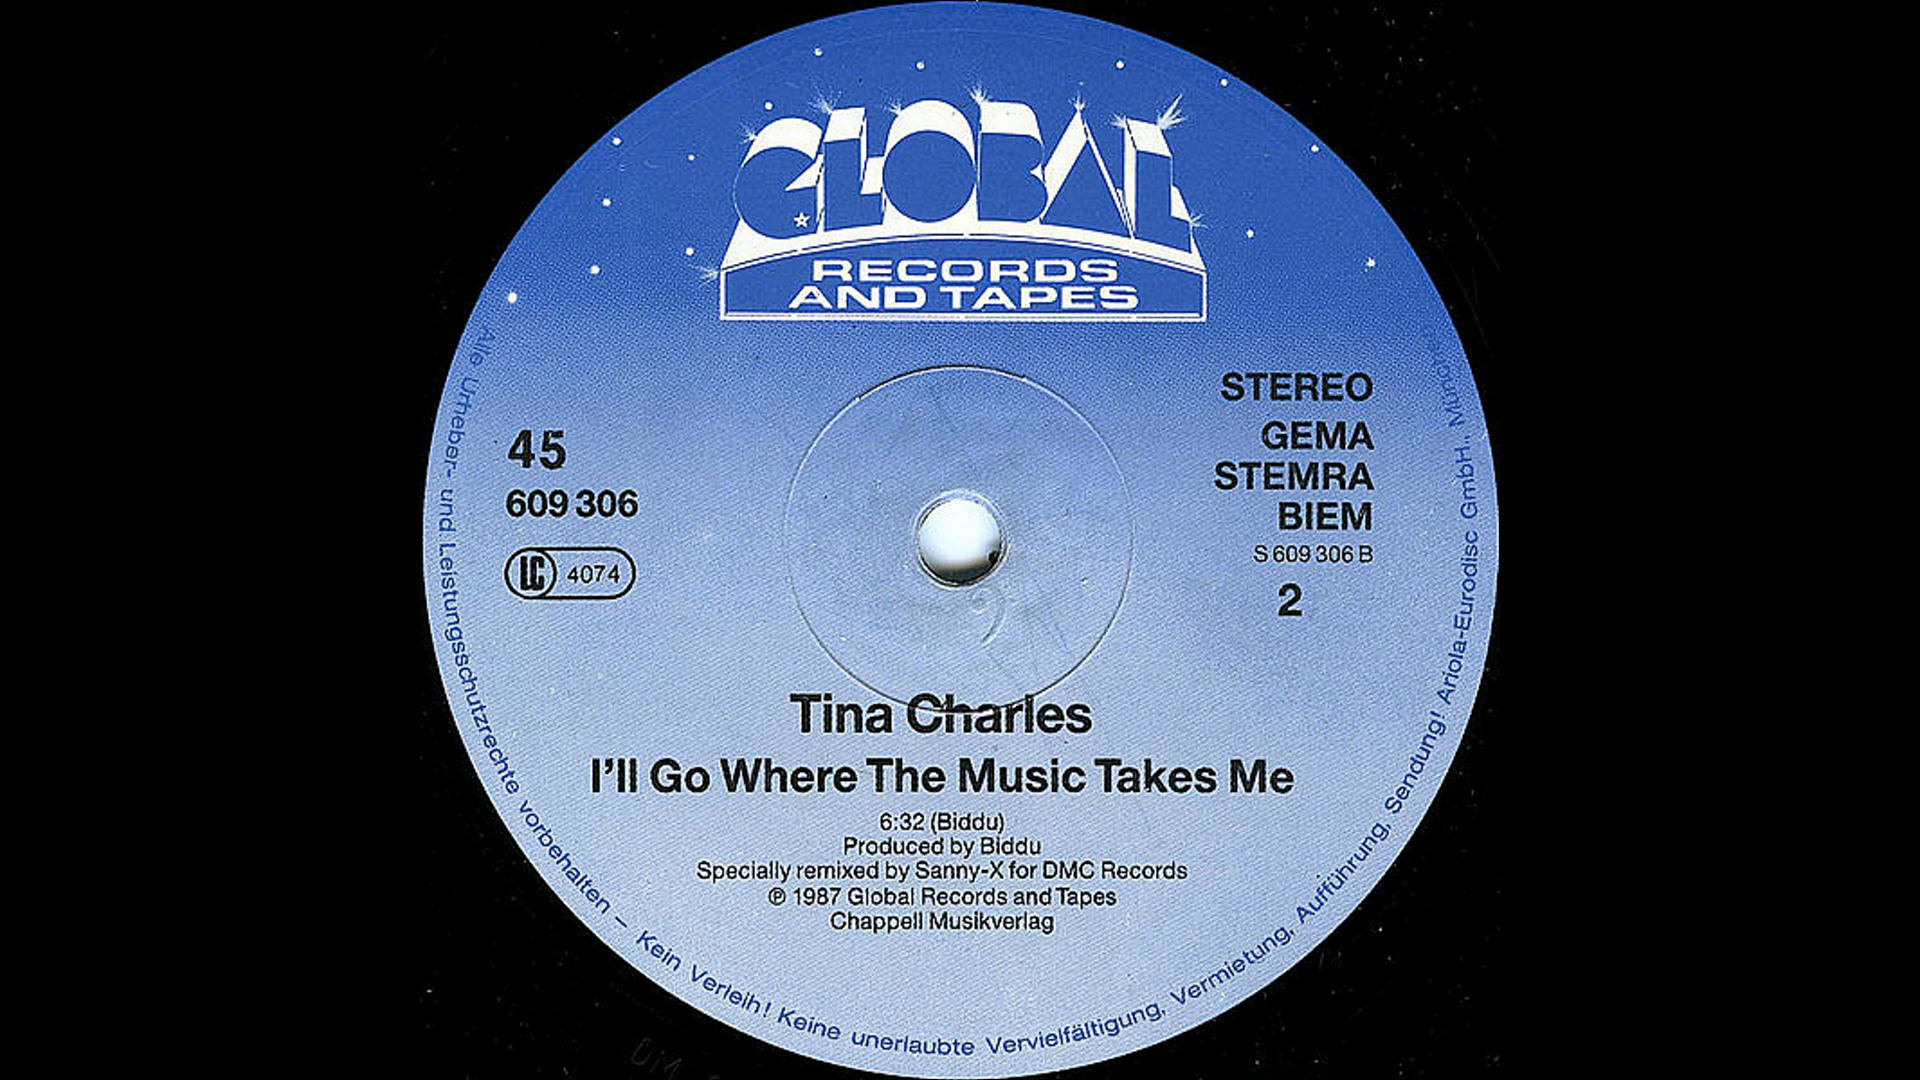 GLOBAL
RECORDS
AND TAPES
STEREO
GEMA
STEMRA
BIEM
S 609 306 B
2
45
609 306
LC 4074
Tina Charles
I'll Go Where The Music Takes Me
6:32 (Biddu)
Produced by Biddu
Specially remixed by Sanny-X for DMC Records
℗ 1987 Global Records and Tapes
Chappell Musikverlag
Alle Urheber- und Leistungsschutzrechte vorbehalten – Kein Verleih! Keine unerlaubte Vervielfältigung, Vermietung, Aufführung, Sendung! Ariola-Eurodisc GmbH., München